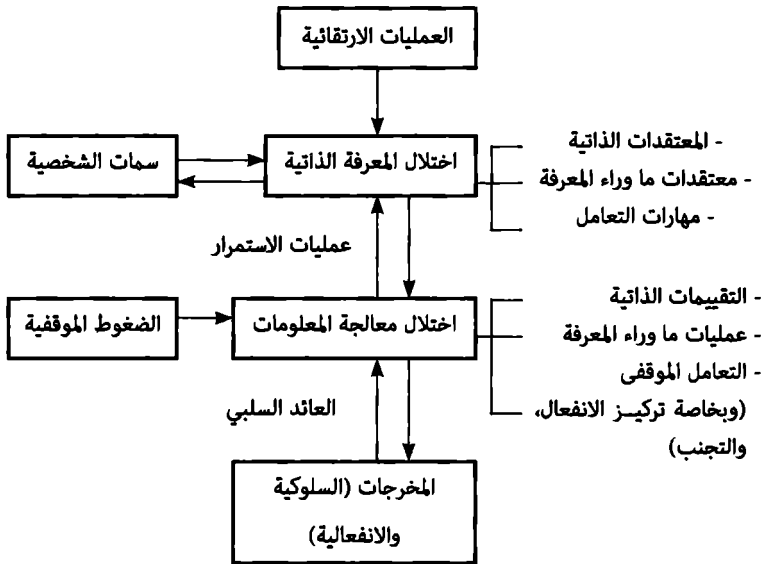 العمليات الارتقائية
اختلال المعرفة الذاتية
سمات الشخصية
- المعتقدات الذاتية
- معتقدات ما وراء المعرفة
- مهارات التعامل
عمليات الاستمرار
اختلال معالجة المعلومات
الضغوط الموقفية
- التقييمات الذاتية
- عمليات ما وراء المعرفة
- التعامل الموقفى
(وبخاصة تركيز الانفعال،
والتجنب)
العائد السلبي
المخرجات (السلوكية
والانفعالية)